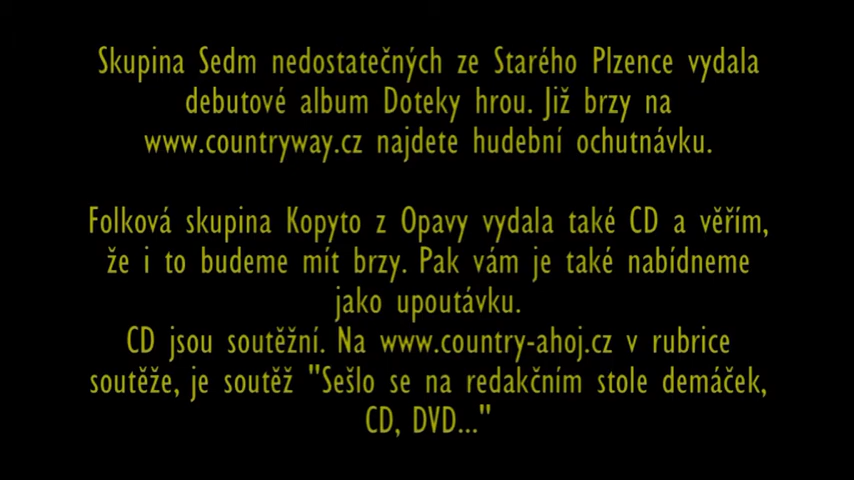 Skupina Sedm nedostatečných ze Starého Plzence vydala
debutové album Doteky hrou. Již brzy na
www.countryway.cz najdete hudební ochutnávku.
Folková skupina Kopyto z Opavy vydala také CD a věřím,
že i to budeme mít brzy. Pak vám je také nabídneme
jako upoutávku.
CD jsou soutěžní. Na www.country-ahoj.cz v rubrice
soutěže, je soutěž "Sešlo se na redakčním stole demáček,
CD, DVD..."